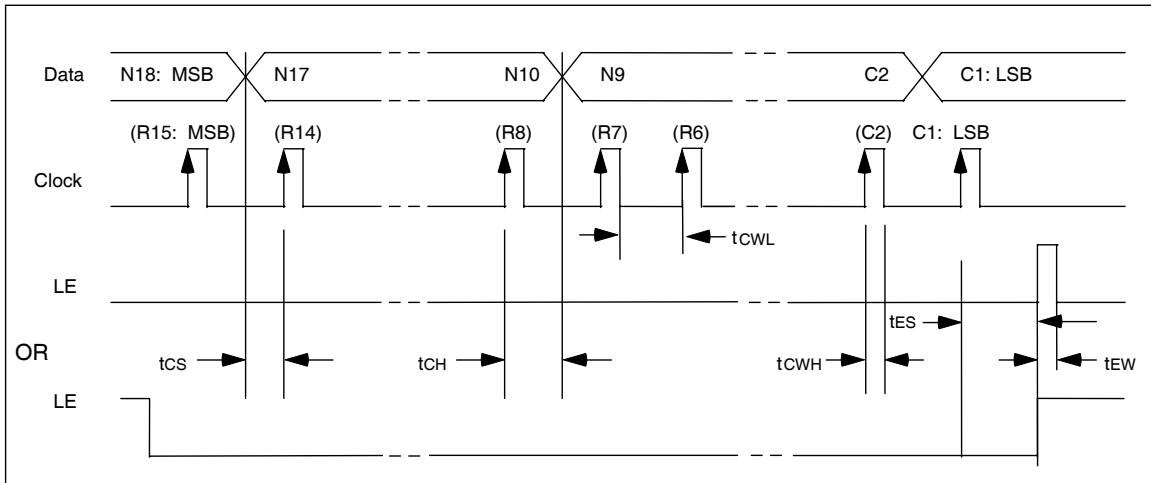 Data N18: MSB N17 N10 N9 C2 C1: LSB
(R15: MSB) (R14) (R8) (R7) (R6) (C2) C1: LSB
Clock
tCWL
LE
tES
OR
tCS tCH tCWH tEW
LE